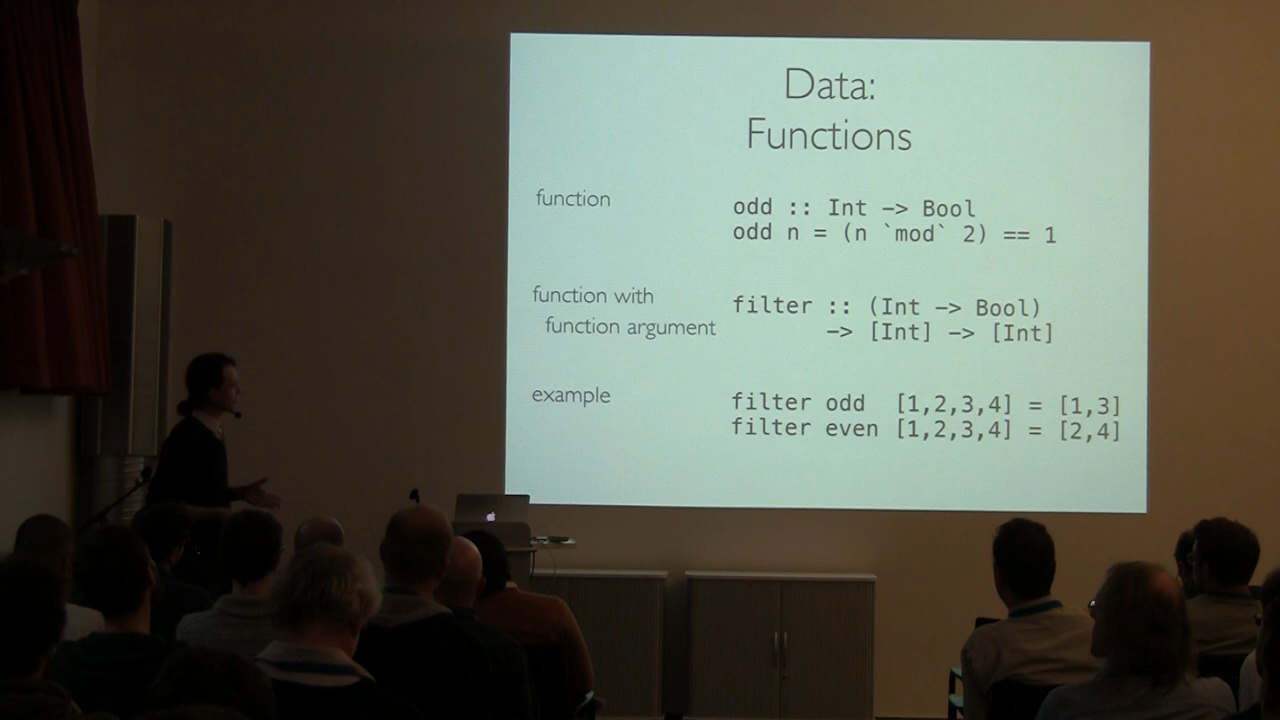 Data:
Functions
function
odd :: Int -> Bool
odd n = (n `mod` 2) == 1
function with
function argument
filter :: (Int -> Bool)
-> [Int] -> [Int]
example
filter odd  [1,2,3,4] = [1,3]
filter even [1,2,3,4] = [2,4]